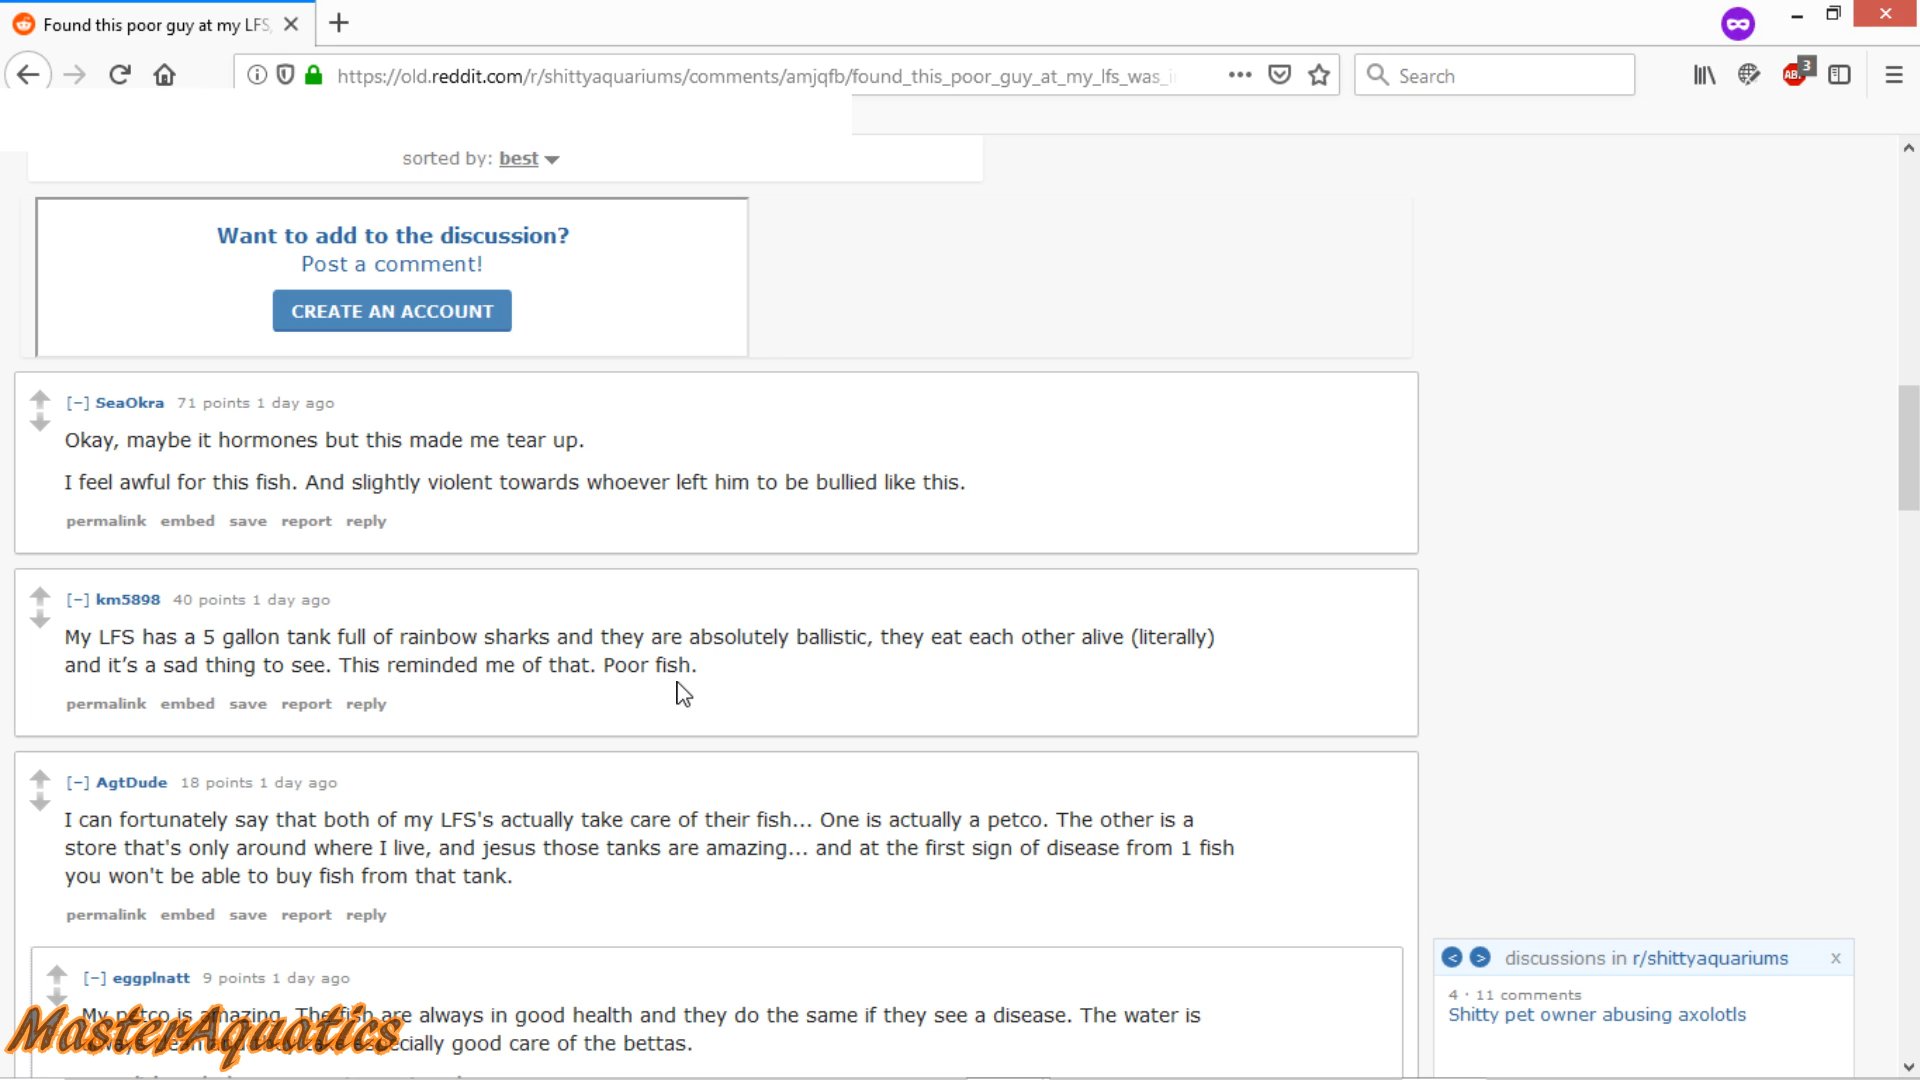 Found this poor guy at my LFS,
https://old.reddit.com/r/shittyaquariums/comments/amjqfb/found_this_poor_guy_at_my_lfs_was_i
Search
ABP
3
sorted by: best
Want to add to the discussion?
Post a comment!
CREATE AN ACCOUNT
[–] SeaOkra 71 points 1 day ago
Okay, maybe it hormones but this made me tear up.
I feel awful for this fish. And slightly violent towards whoever left him to be bullied like this.
permalink embed save report reply
[–] km5898 40 points 1 day ago
My LFS has a 5 gallon tank full of rainbow sharks and they are absolutely ballistic, they eat each other alive (literally)
and it's a sad thing to see. This reminded me of that. Poor fish.
permalink embed save report reply
[–] AgtDude 18 points 1 day ago
I can fortunately say that both of my LFS's actually take care of their fish... One is actually a petco. The other is a
store that's only around where I live, and jesus those tanks are amazing... and at the first sign of disease from 1 fish
you won't be able to buy fish from that tank.
permalink embed save report reply
[–] eggplnatt 9 points 1 day ago
My petco is amazing. The fish are always in good health and they do the same if they see a disease. The water is
especially good care of the bettas.
MasterAquatics
discussions in r/shittyaquariums x
4 · 11 comments
Shitty pet owner abusing axolotls